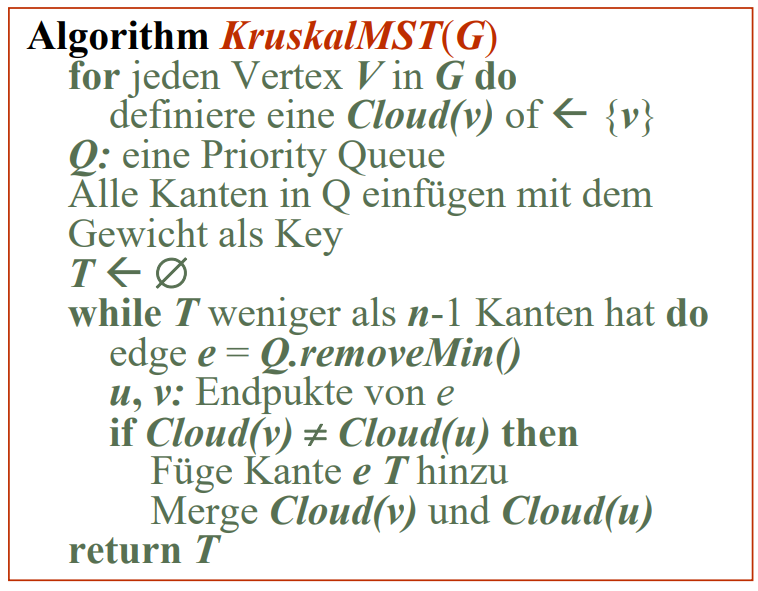 Algorithm KruskalMST(G)
for jeden Vertex V in G do
definiere eine Cloud(v) of ← {v}
Q: eine Priority Queue
Alle Kanten in Q einfügen mit dem
Gewicht als Key
T ← ∅
while T weniger als n-1 Kanten hat do
edge e = Q.removeMin()
u, v: Endpukte von e
if Cloud(v) ≠ Cloud(u) then
Füge Kante e T hinzu
Merge Cloud(v) und Cloud(u)
return T